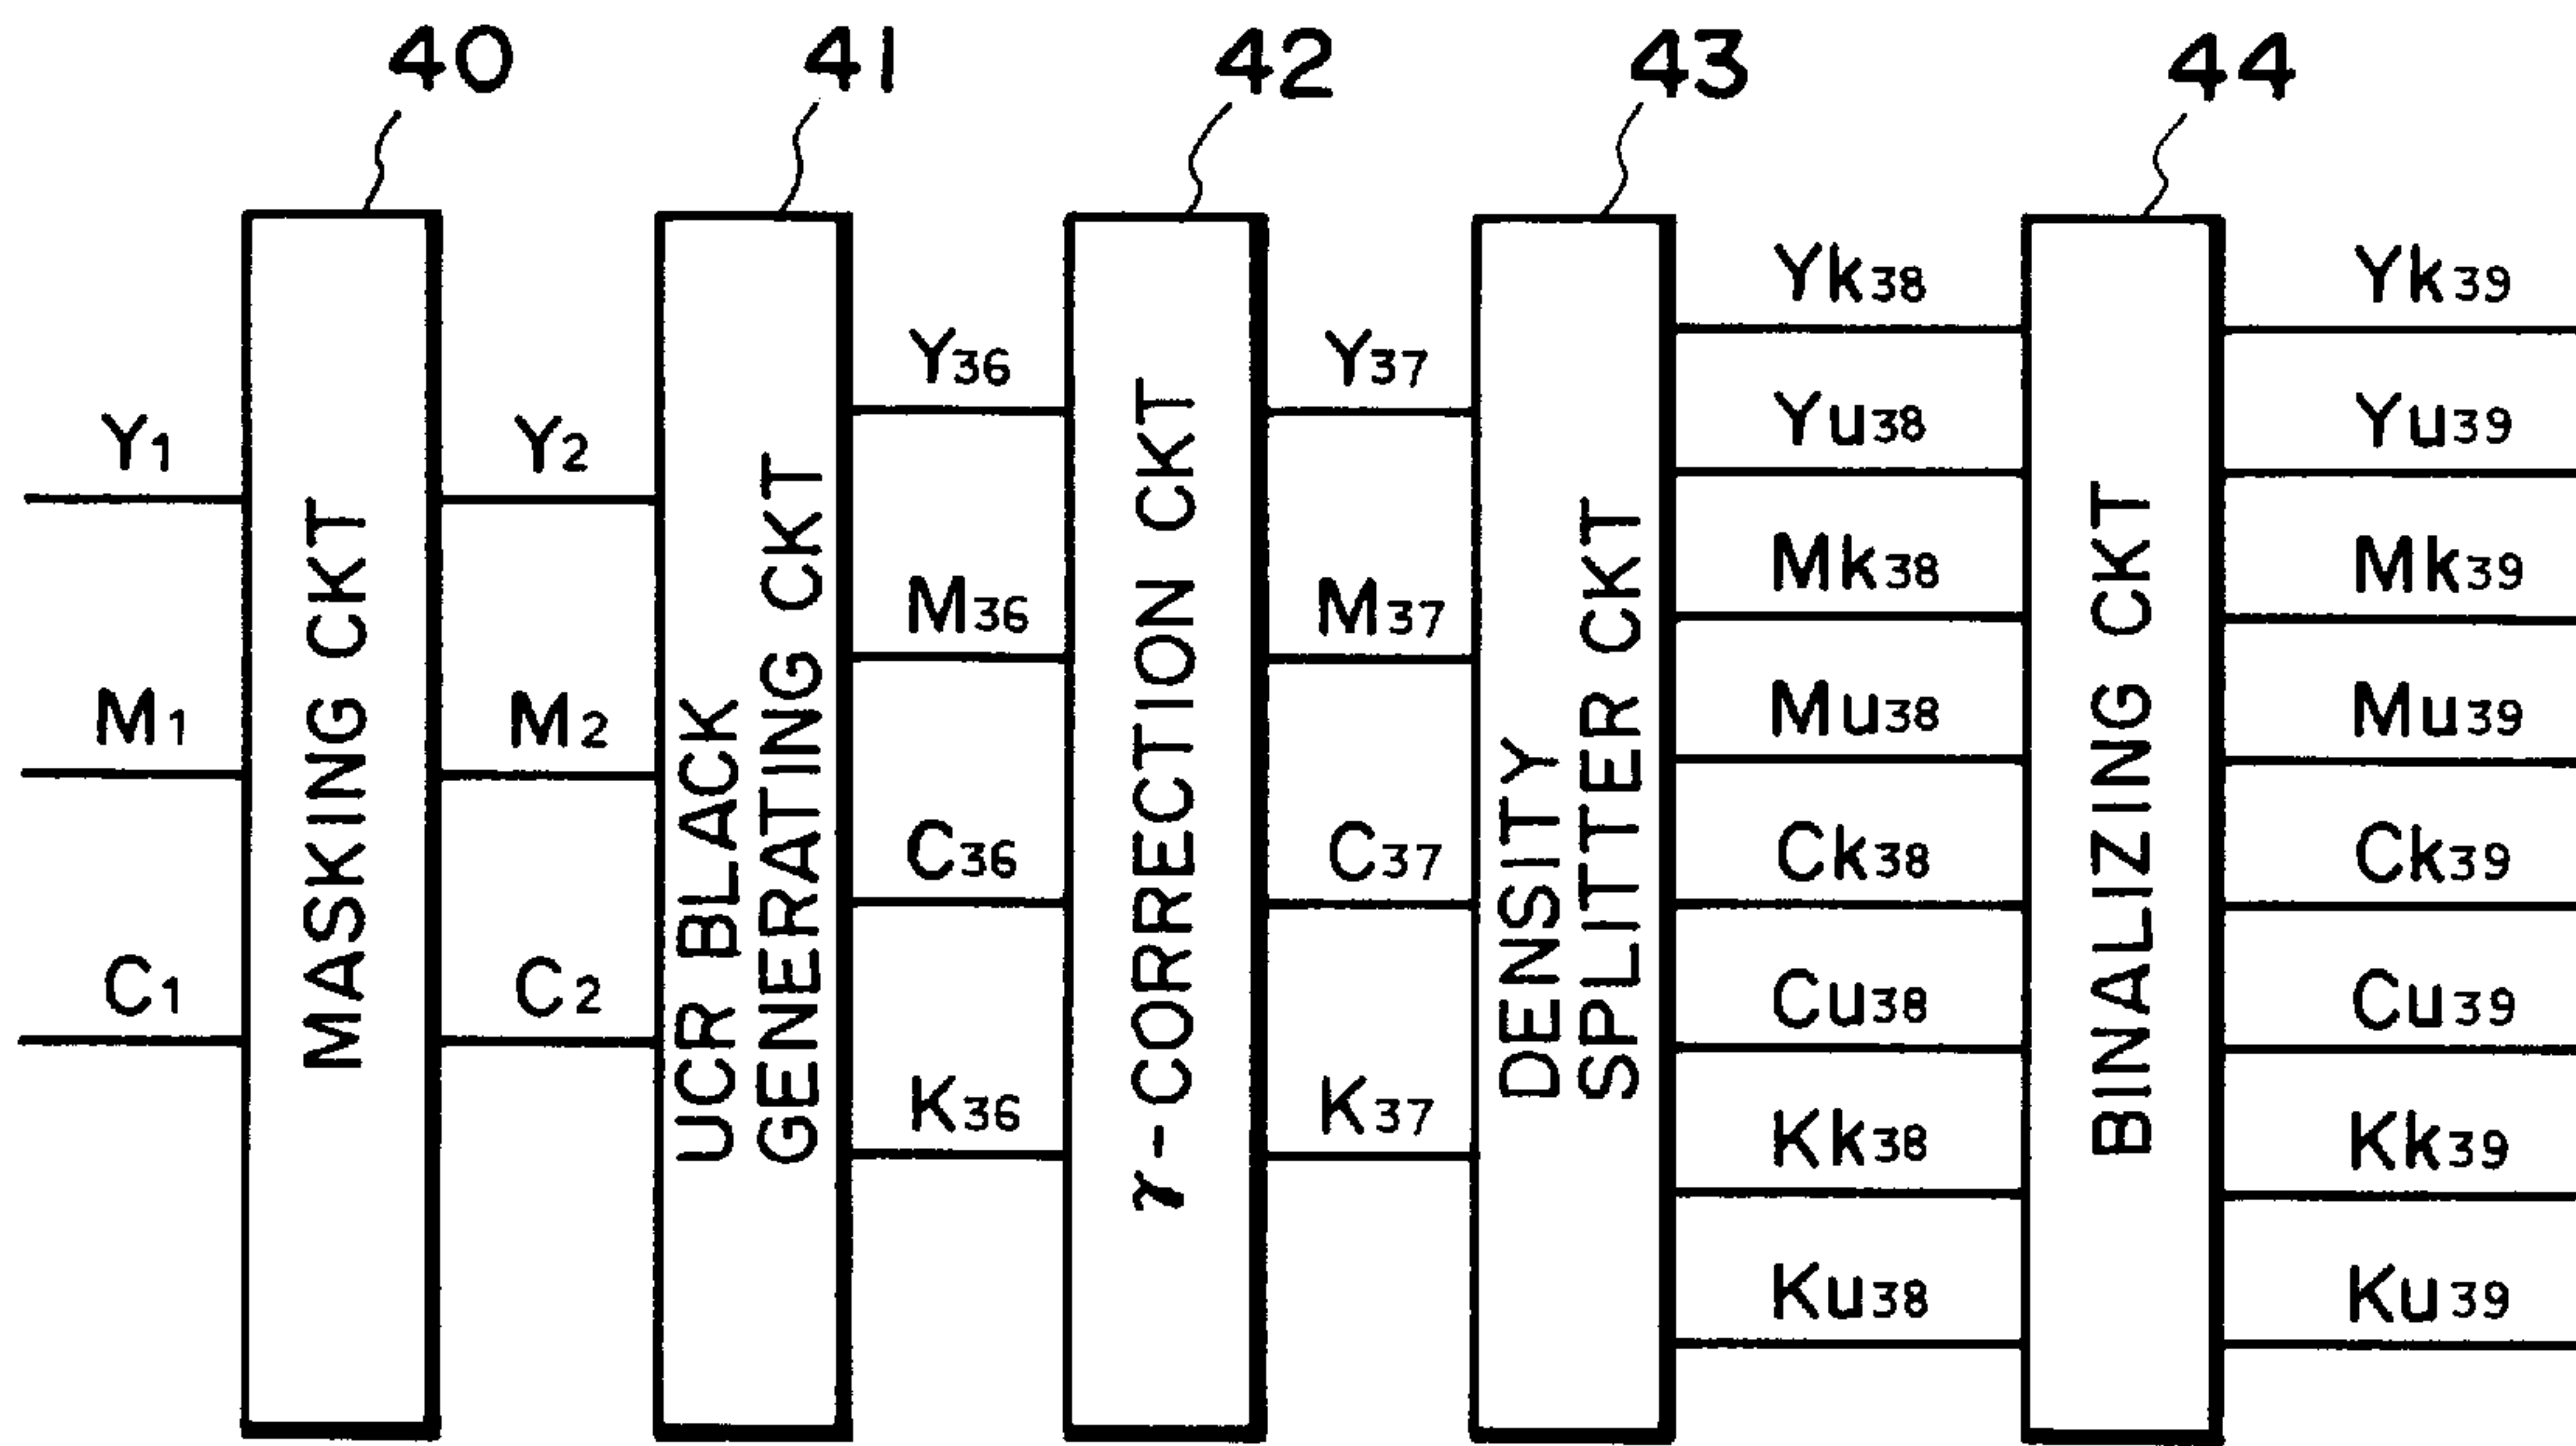 40
41
42
43
44
Y1
M1
C1
MASKING CKT
Y2
M2
C2
UCR BLACK
GENERATING CKT
Y36
M36
C36
K36
γ-CORRECTION CKT
Y37
M37
C37
K37
DENSITY
SPLITTER CKT
Yk38
Yu38
Mk38
Mu38
Ck38
Cu38
Kk38
Ku38
BINALIZING CKT
Yk39
Yu39
Mk39
Mu39
Ck39
Cu39
Kk39
Ku39